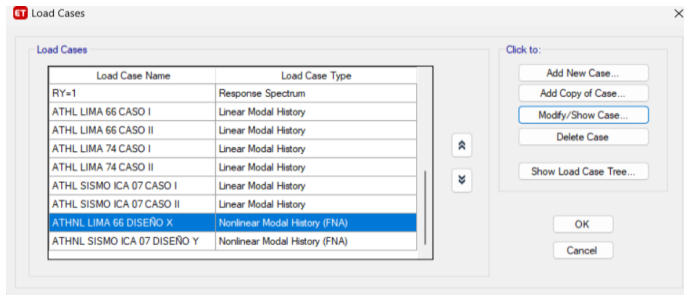 ET Load Cases
Load Cases
Click to:
Load Case Name Load Case Type
RY=1 Response Spectrum
ATHL LIMA 66 CASO I Linear Modal History
ATHL LIMA 66 CASO II Linear Modal History
ATHL LIMA 74 CASO I Linear Modal History
ATHL LIMA 74 CASO II Linear Modal History
ATHL SISMO ICA 07 CASO I Linear Modal History
ATHL SISMO ICA 07 CASO II Linear Modal History
ATHNL LIMA 66 DISEÑO X Nonlinear Modal History (FNA)
ATHNL SISMO ICA 07 DISEÑO Y Nonlinear Modal History (FNA)
Add New Case...
Add Copy of Case...
Modify/Show Case...
Delete Case
Show Load Case Tree...
OK
Cancel